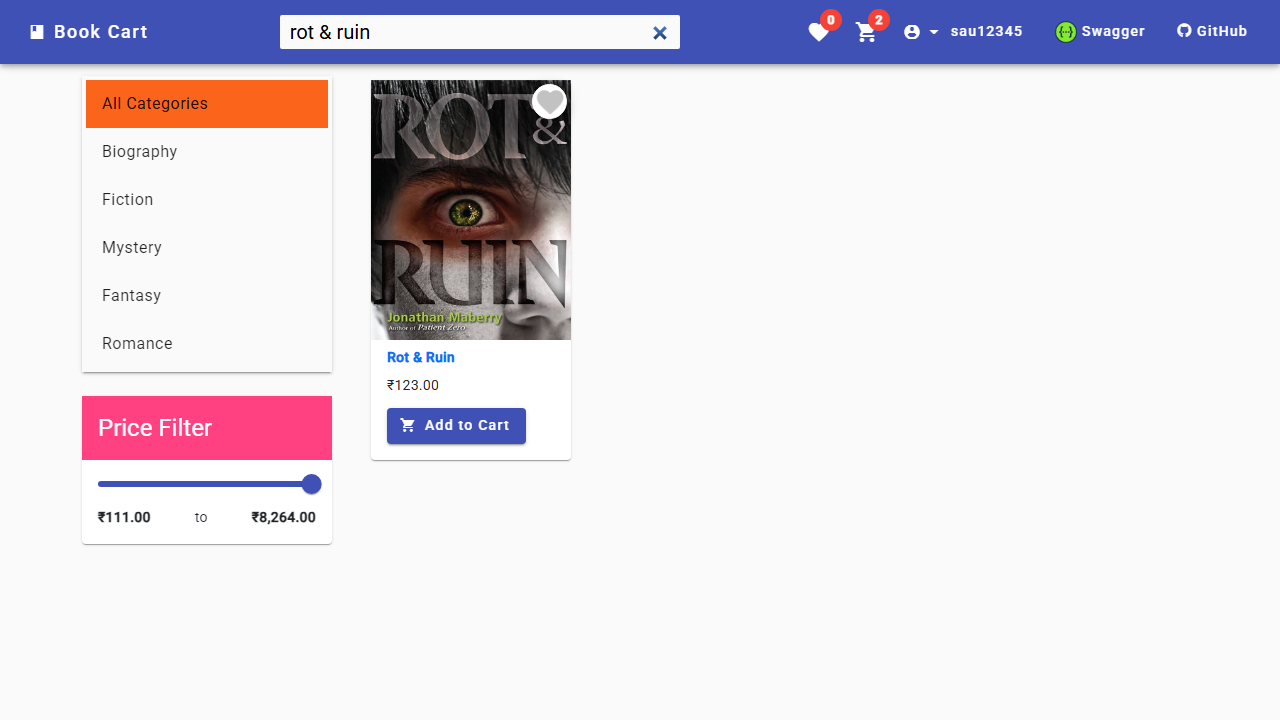 Book Cart
rot & ruin
0
2
sau12345
Swagger
GitHub
All Categories
Biography
Fiction
Mystery
Fantasy
Romance
Price Filter
₹111.00 to ₹8,264.00
ROT
&
RUIN
Jonathan Maberry
Author of Patient Zero
Rot & Ruin
₹123.00
Add to Cart